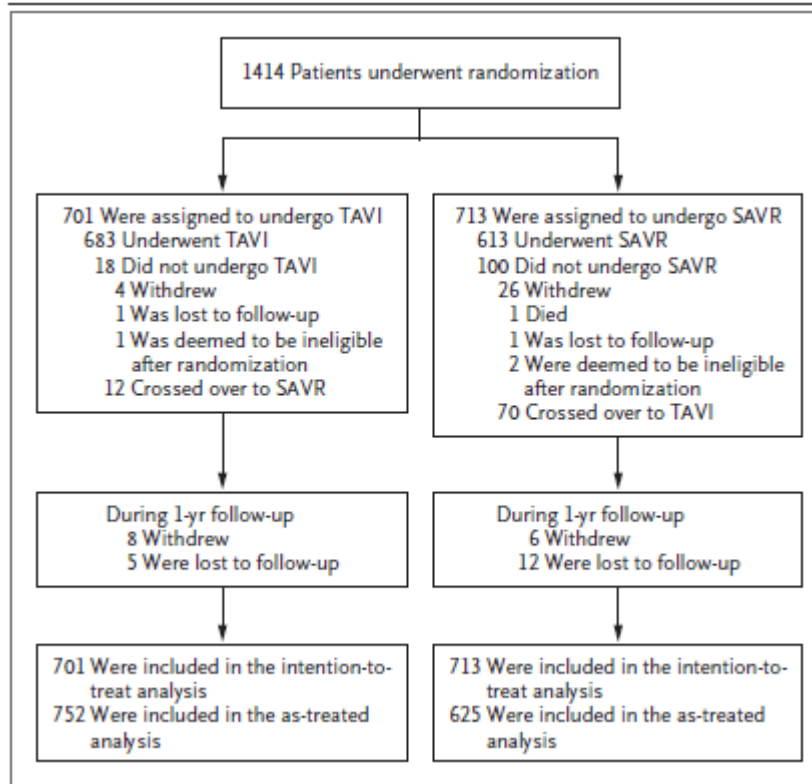 1414 Patients underwent randomization
701 Were assigned to undergo TAVI
683 Underwent TAVI
18 Did not undergo TAVI
4 Withdrew
1 Was lost to follow-up
1 Was deemed to be ineligible
after randomization
12 Crossed over to SAVR
713 Were assigned to undergo SAVR
613 Underwent SAVR
100 Did not undergo SAVR
26 Withdrew
1 Died
1 Was lost to follow-up
2 Were deemed to be ineligible
after randomization
70 Crossed over to TAVI
During 1-yr follow-up
8 Withdrew
5 Were lost to follow-up
During 1-yr follow-up
6 Withdrew
12 Were lost to follow-up
701 Were included in the intention-to-
treat analysis
752 Were included in the as-treated
analysis
713 Were included in the intention-to-
treat analysis
625 Were included in the as-treated
analysis